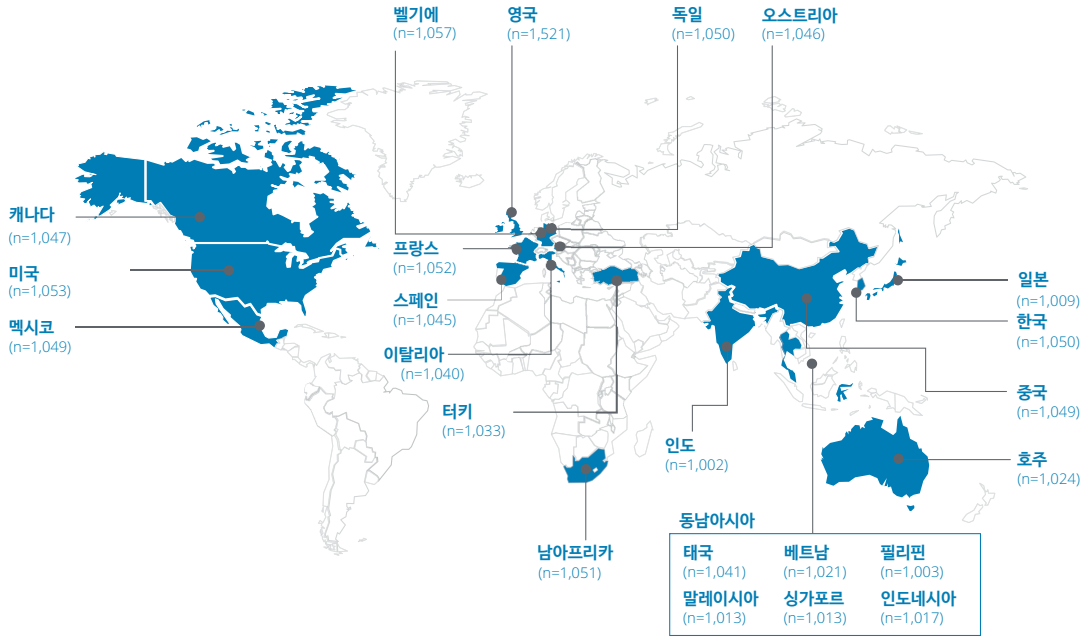 벨기에
(n=1,057)
영국
(n=1,521)
독일
(n=1,050)
오스트리아
(n=1,046)
캐나다
(n=1,047)
미국
(n=1,053)
멕시코
(n=1,049)
프랑스
(n=1,052)
스페인
(n=1,045)
이탈리아
(n=1,040)
터키
(n=1,033)
일본
(n=1,009)
한국
(n=1,050)
중국
(n=1,049)
호주
(n=1,024)
인도
(n=1,002)
남아프리카
(n=1,051)
동남아시아
태국 베트남 필리핀
(n=1,041) (n=1,021) (n=1,003)
말레이시아 싱가포르 인도네시아
(n=1,013) (n=1,013) (n=1,017)